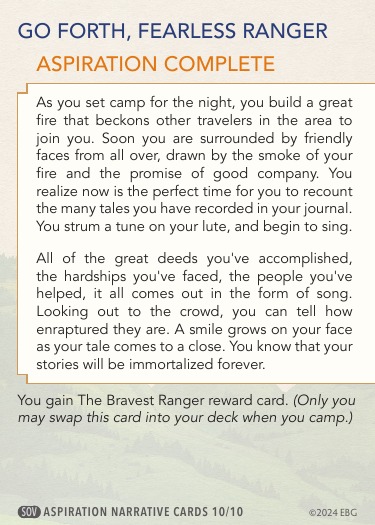 GO FORTH, FEARLESS RANGER
ASPIRATION COMPLETE
As you set camp for the night, you build a great
fire that beckons other travelers in the area to
join you. Soon you are surrounded by friendly
faces from all over, drawn by the smoke of your
fire and the promise of good company. You
realize now is the perfect time for you to recount
the many tales you have recorded in your journal.
You strum a tune on your lute, and begin to sing.
All of the great deeds you've accomplished,
the hardships you've faced, the people you've
helped, it all comes out in the form of song.
Looking out to the crowd, you can tell how
enraptured they are. A smile grows on your face
as your tale comes to a close. You know that your
stories will be immortalized forever.
You gain The Bravest Ranger reward card. (Only you
may swap this card into your deck when you camp.)
SOV ASPIRATION NARRATIVE CARDS 10/10 ©2024 EBG